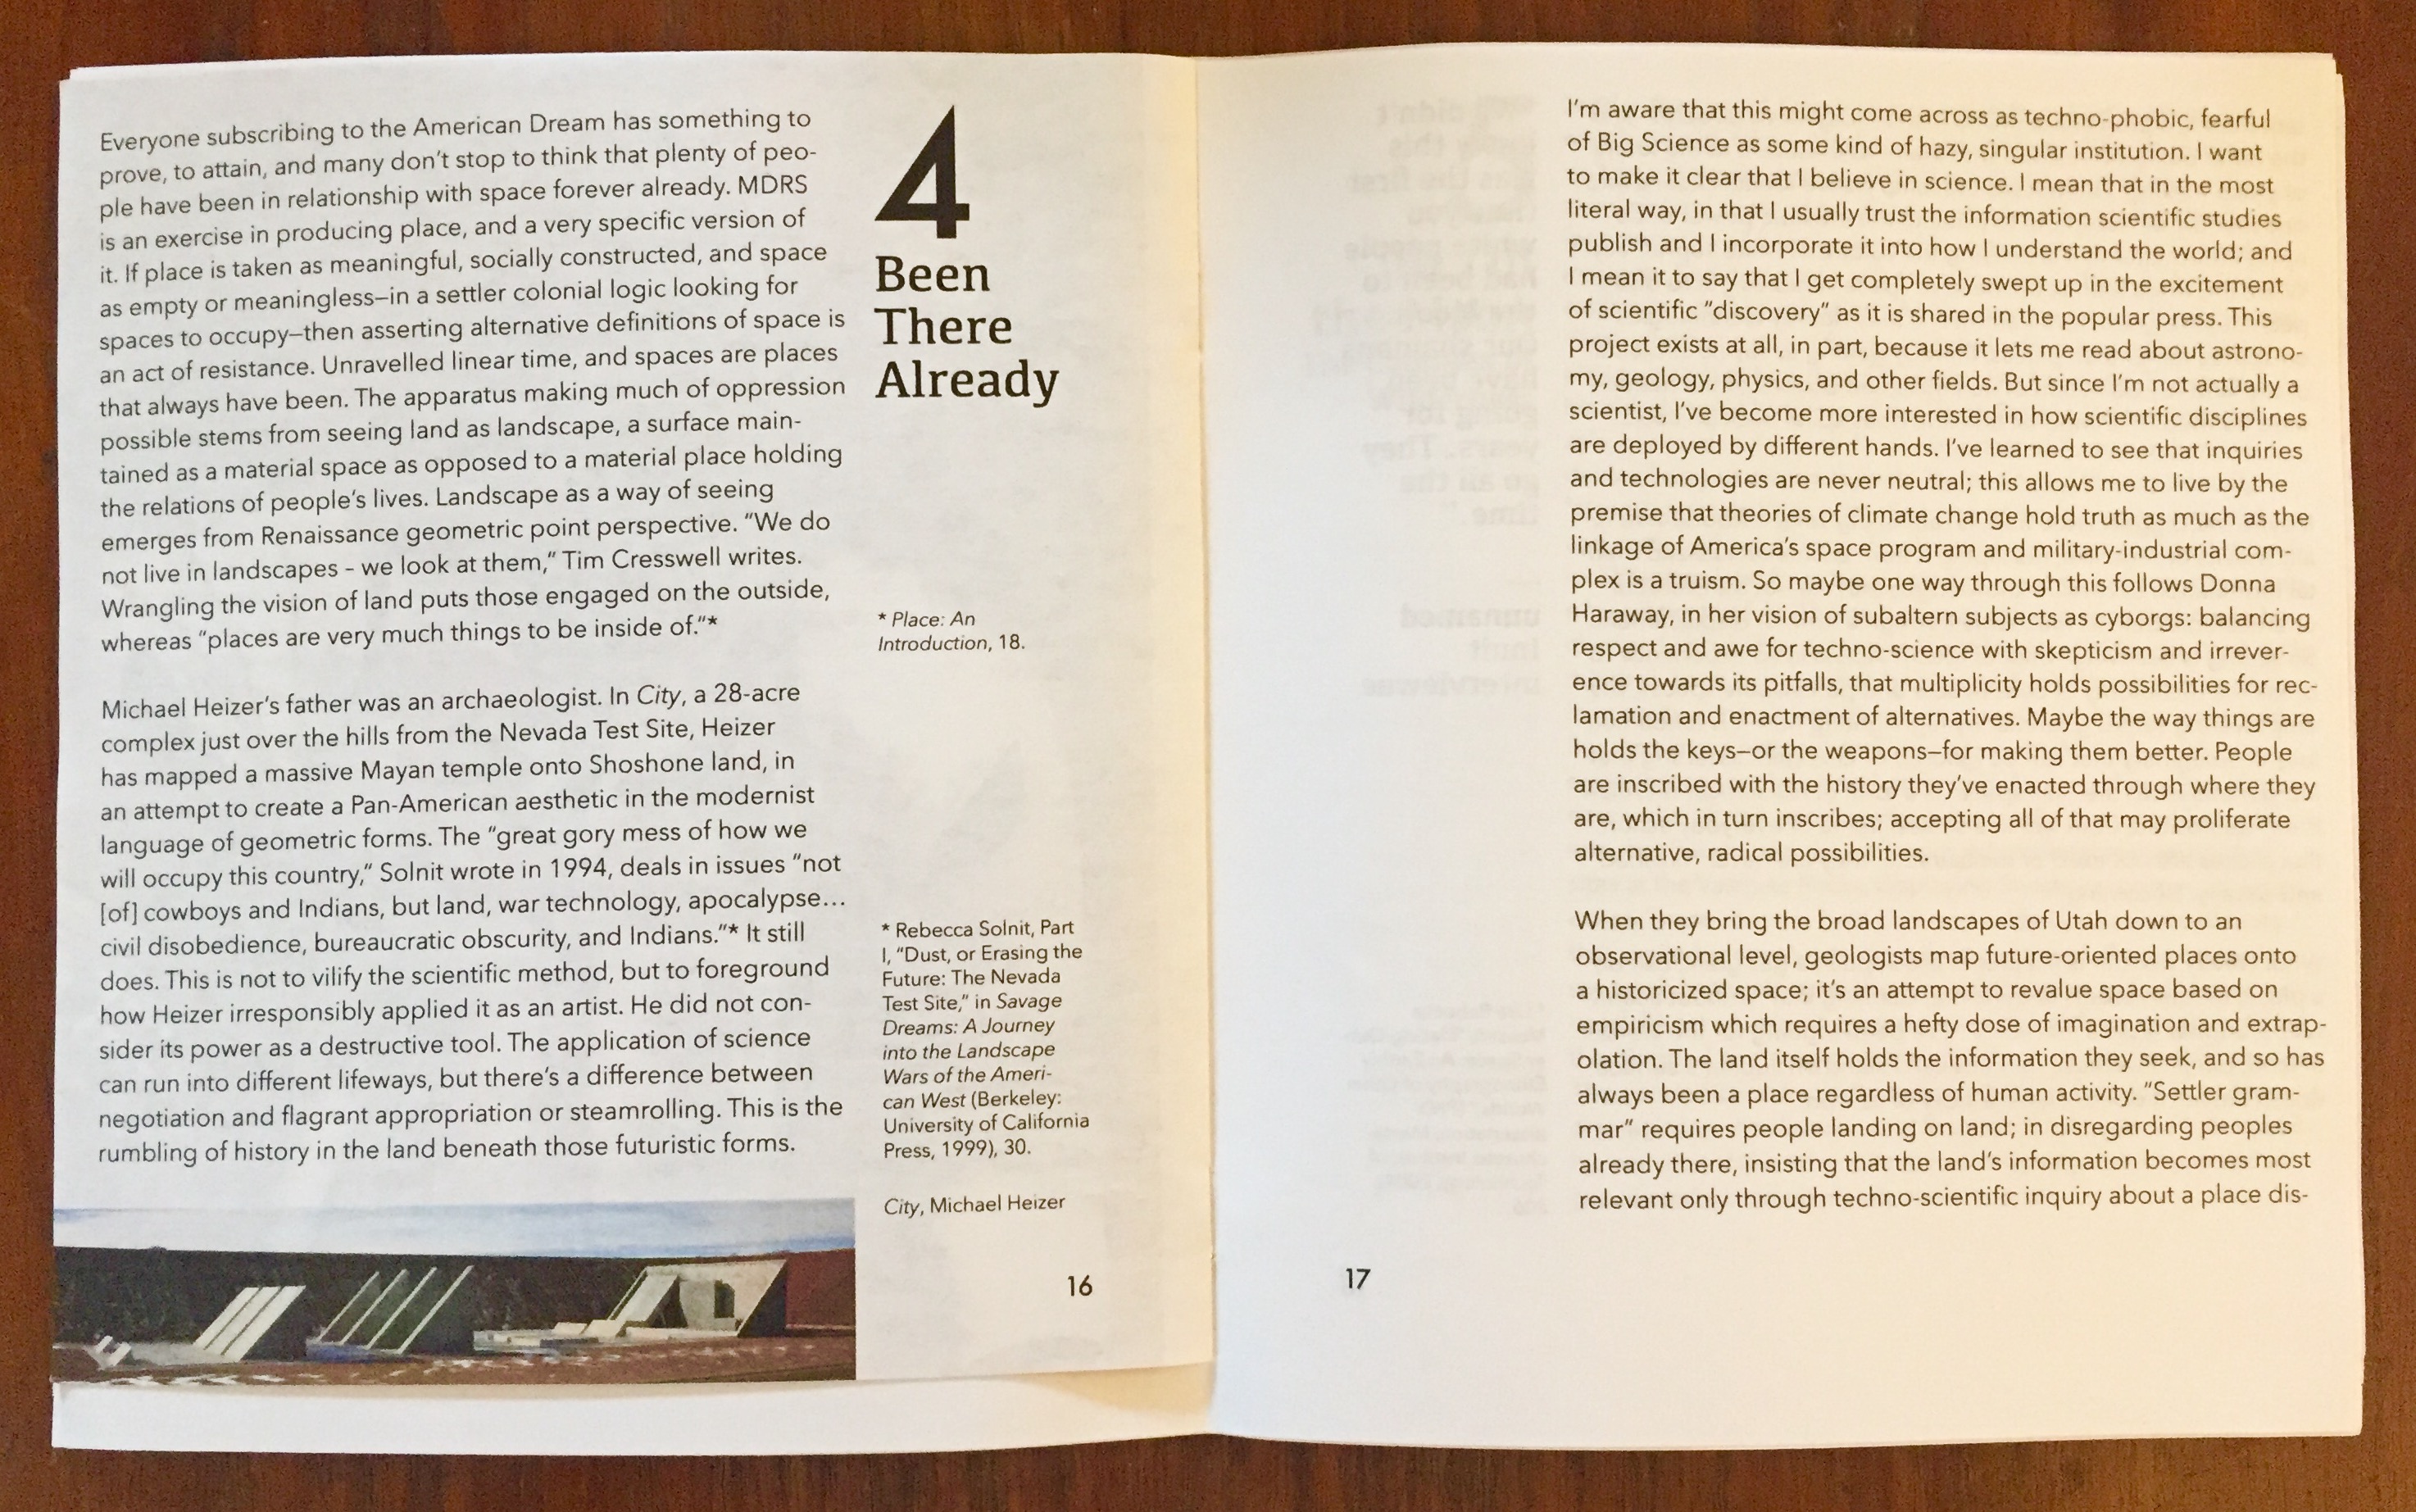 Everyone subscribing to the American Dream has something to
prove, to attain, and many don't stop to think that plenty of peo-
ple have been in relationship with space forever already. MDRS
is an exercise in producing place, and a very specific version of
it. If place is taken as meaningful, socially constructed, and space
as empty or meaningless–in a settler colonial logic looking for
spaces to occupy–then asserting alternative definitions of space is
an act of resistance. Unravelled linear time, and spaces are places
that always have been. The apparatus making much of oppression
possible stems from seeing land as landscape, a surface main-
tained as a material space as opposed to a material place holding
the relations of people's lives. Landscape as a way of seeing
emerges from Renaissance geometric point perspective. "We do
not live in landscapes - we look at them," Tim Cresswell writes.
Wrangling the vision of land puts those engaged on the outside,
whereas "places are very much things to be inside of."*
Michael Heizer's father was an archaeologist. In City, a 28-acre
complex just over the hills from the Nevada Test Site, Heizer
has mapped a massive Mayan temple onto Shoshone land, in
an attempt to create a Pan-American aesthetic in the modernist
language of geometric forms. The "great gory mess of how we
will occupy this country," Solnit wrote in 1994, deals in issues "not
[of] cowboys and Indians, but land, war technology, apocalypse…
civil disobedience, bureaucratic obscurity, and Indians."* It still
does. This is not to vilify the scientific method, but to foreground
how Heizer irresponsibly applied it as an artist. He did not con-
sider its power as a destructive tool. The application of science
can run into different lifeways, but there's a difference between
negotiation and flagrant appropriation or steamrolling. This is the
rumbling of history in the land beneath those futuristic forms.
4
Been
There
Already
* Place: An
Introduction, 18.
* Rebecca Solnit, Part
I, "Dust, or Erasing the
Future: The Nevada
Test Site," in Savage
Dreams: A Journey
into the Landscape
Wars of the Ameri-
can West (Berkeley:
University of California
Press, 1999), 30.
City, Michael Heizer
16
I'm aware that this might come across as techno-phobic, fearful
of Big Science as some kind of hazy, singular institution. I want
to make it clear that I believe in science. I mean that in the most
literal way, in that I usually trust the information scientific studies
publish and I incorporate it into how I understand the world; and
I mean it to say that I get completely swept up in the excitement
of scientific "discovery" as it is shared in the popular press. This
project exists at all, in part, because it lets me read about astrono-
my, geology, physics, and other fields. But since I'm not actually a
scientist, I've become more interested in how scientific disciplines
are deployed by different hands. I've learned to see that inquiries
and technologies are never neutral; this allows me to live by the
premise that theories of climate change hold truth as much as the
linkage of America's space program and military-industrial com-
plex is a truism. So maybe one way through this follows Donna
Haraway, in her vision of subaltern subjects as cyborgs: balancing
respect and awe for techno-science with skepticism and irrever-
ence towards its pitfalls, that multiplicity holds possibilities for rec-
lamation and enactment of alternatives. Maybe the way things are
holds the keys–or the weapons–for making them better. People
are inscribed with the history they've enacted through where they
are, which in turn inscribes; accepting all of that may proliferate
alternative, radical possibilities.
When they bring the broad landscapes of Utah down to an
observational level, geologists map future-oriented places onto
a historicized space; it's an attempt to revalue space based on
empiricism which requires a hefty dose of imagination and extrap-
olation. The land itself holds the information they seek, and so has
always been a place regardless of human activity. "Settler gram-
mar" requires people landing on land; in disregarding peoples
already there, insisting that the land's information becomes most
relevant only through techno-scientific inquiry about a place dis-
17